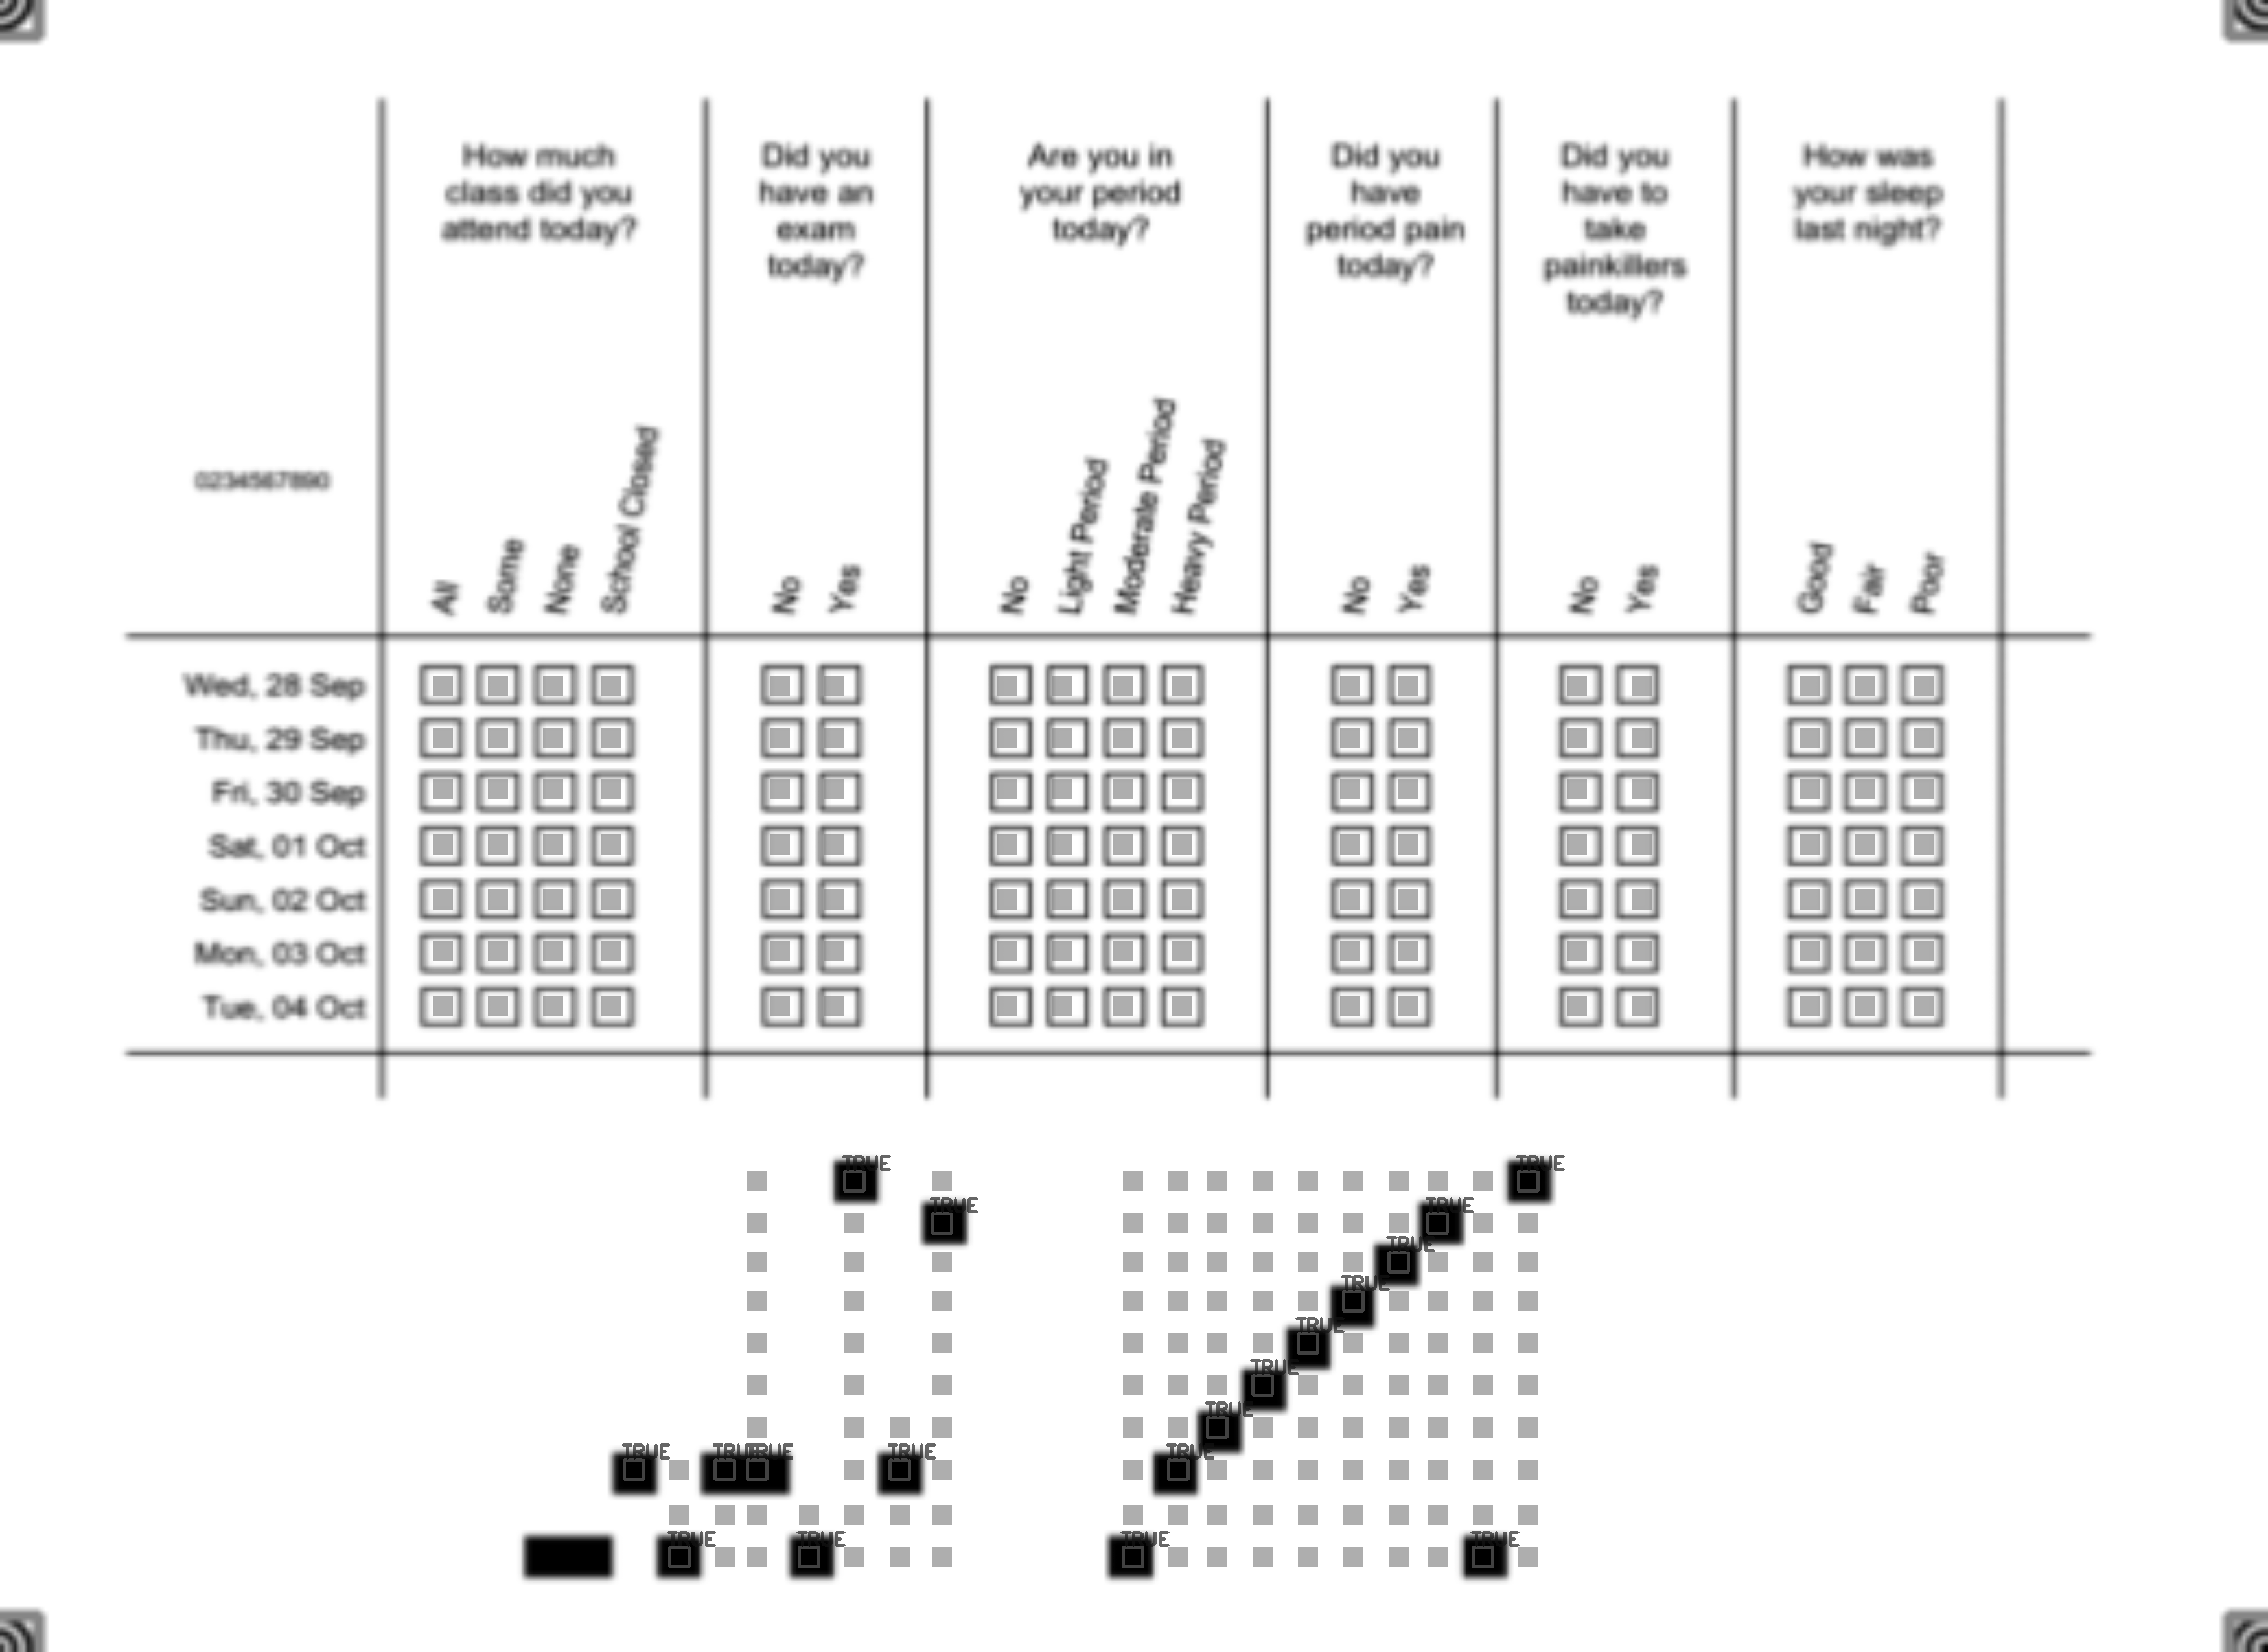 How much
class did you
attend today?
Did you
have an
exam
today?
Are you in
your period
today?
Did you
have
period pain
today?
Did you
have to
take
painkillers
today?
How was
your sleep
last night?
0234567890
All
Some
None
School Closed
No
Yes
No
Light Period
Moderate Period
Heavy Period
No
Yes
No
Yes
Good
Fair
Poor
Wed, 28 Sep
Thu, 29 Sep
Fri, 30 Sep
Sat, 01 Oct
Sun, 02 Oct
Mon, 03 Oct
Tue, 04 Oct
TRUE TRUE
TRUE TRUE
TRUE
TRUE
TRUE
TRUE
TRUE
TRUE TRUE TRUE TRUE TRUE
TRUE TRUE TRUE TRUE